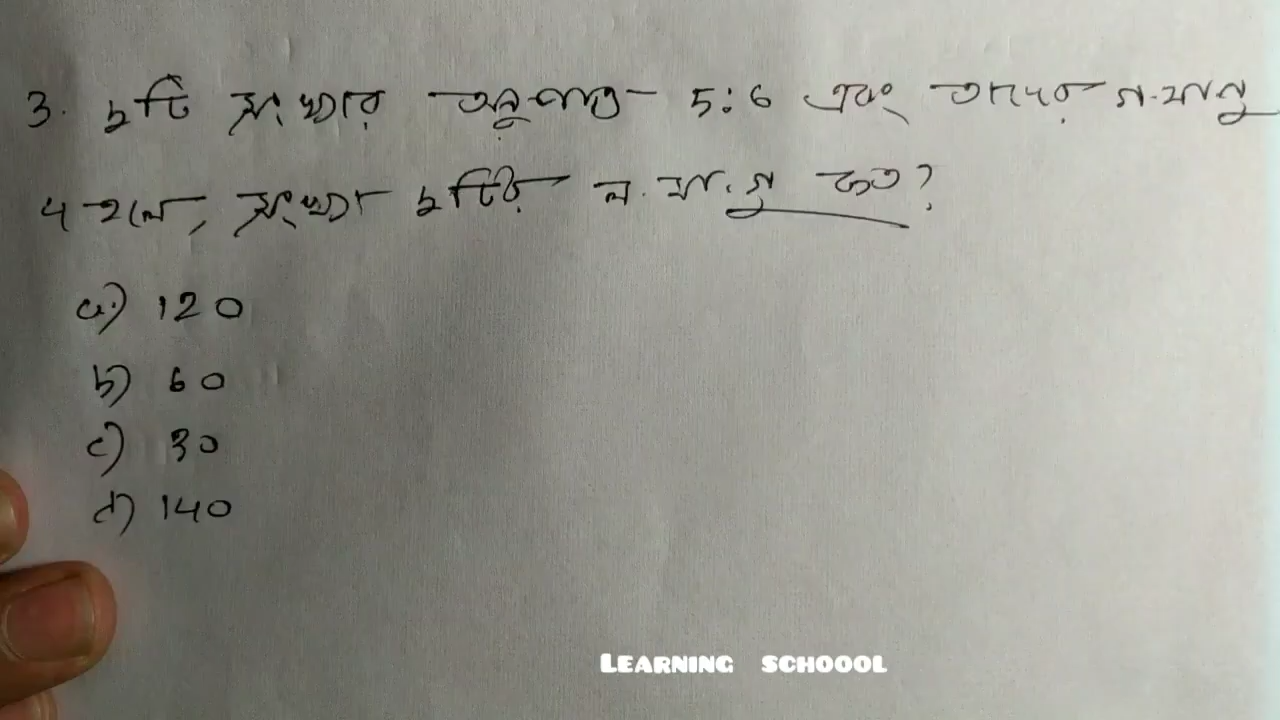 3. ২টি সংখ্যার অনুপাত 5:6 এবং তাদের গ.সা.গু
4 হলে, সংখ্যা ২টির ল.সা.গু কত?
a) 120
b) 60
c) 30
d) 140
LEARNING SCHOOOL